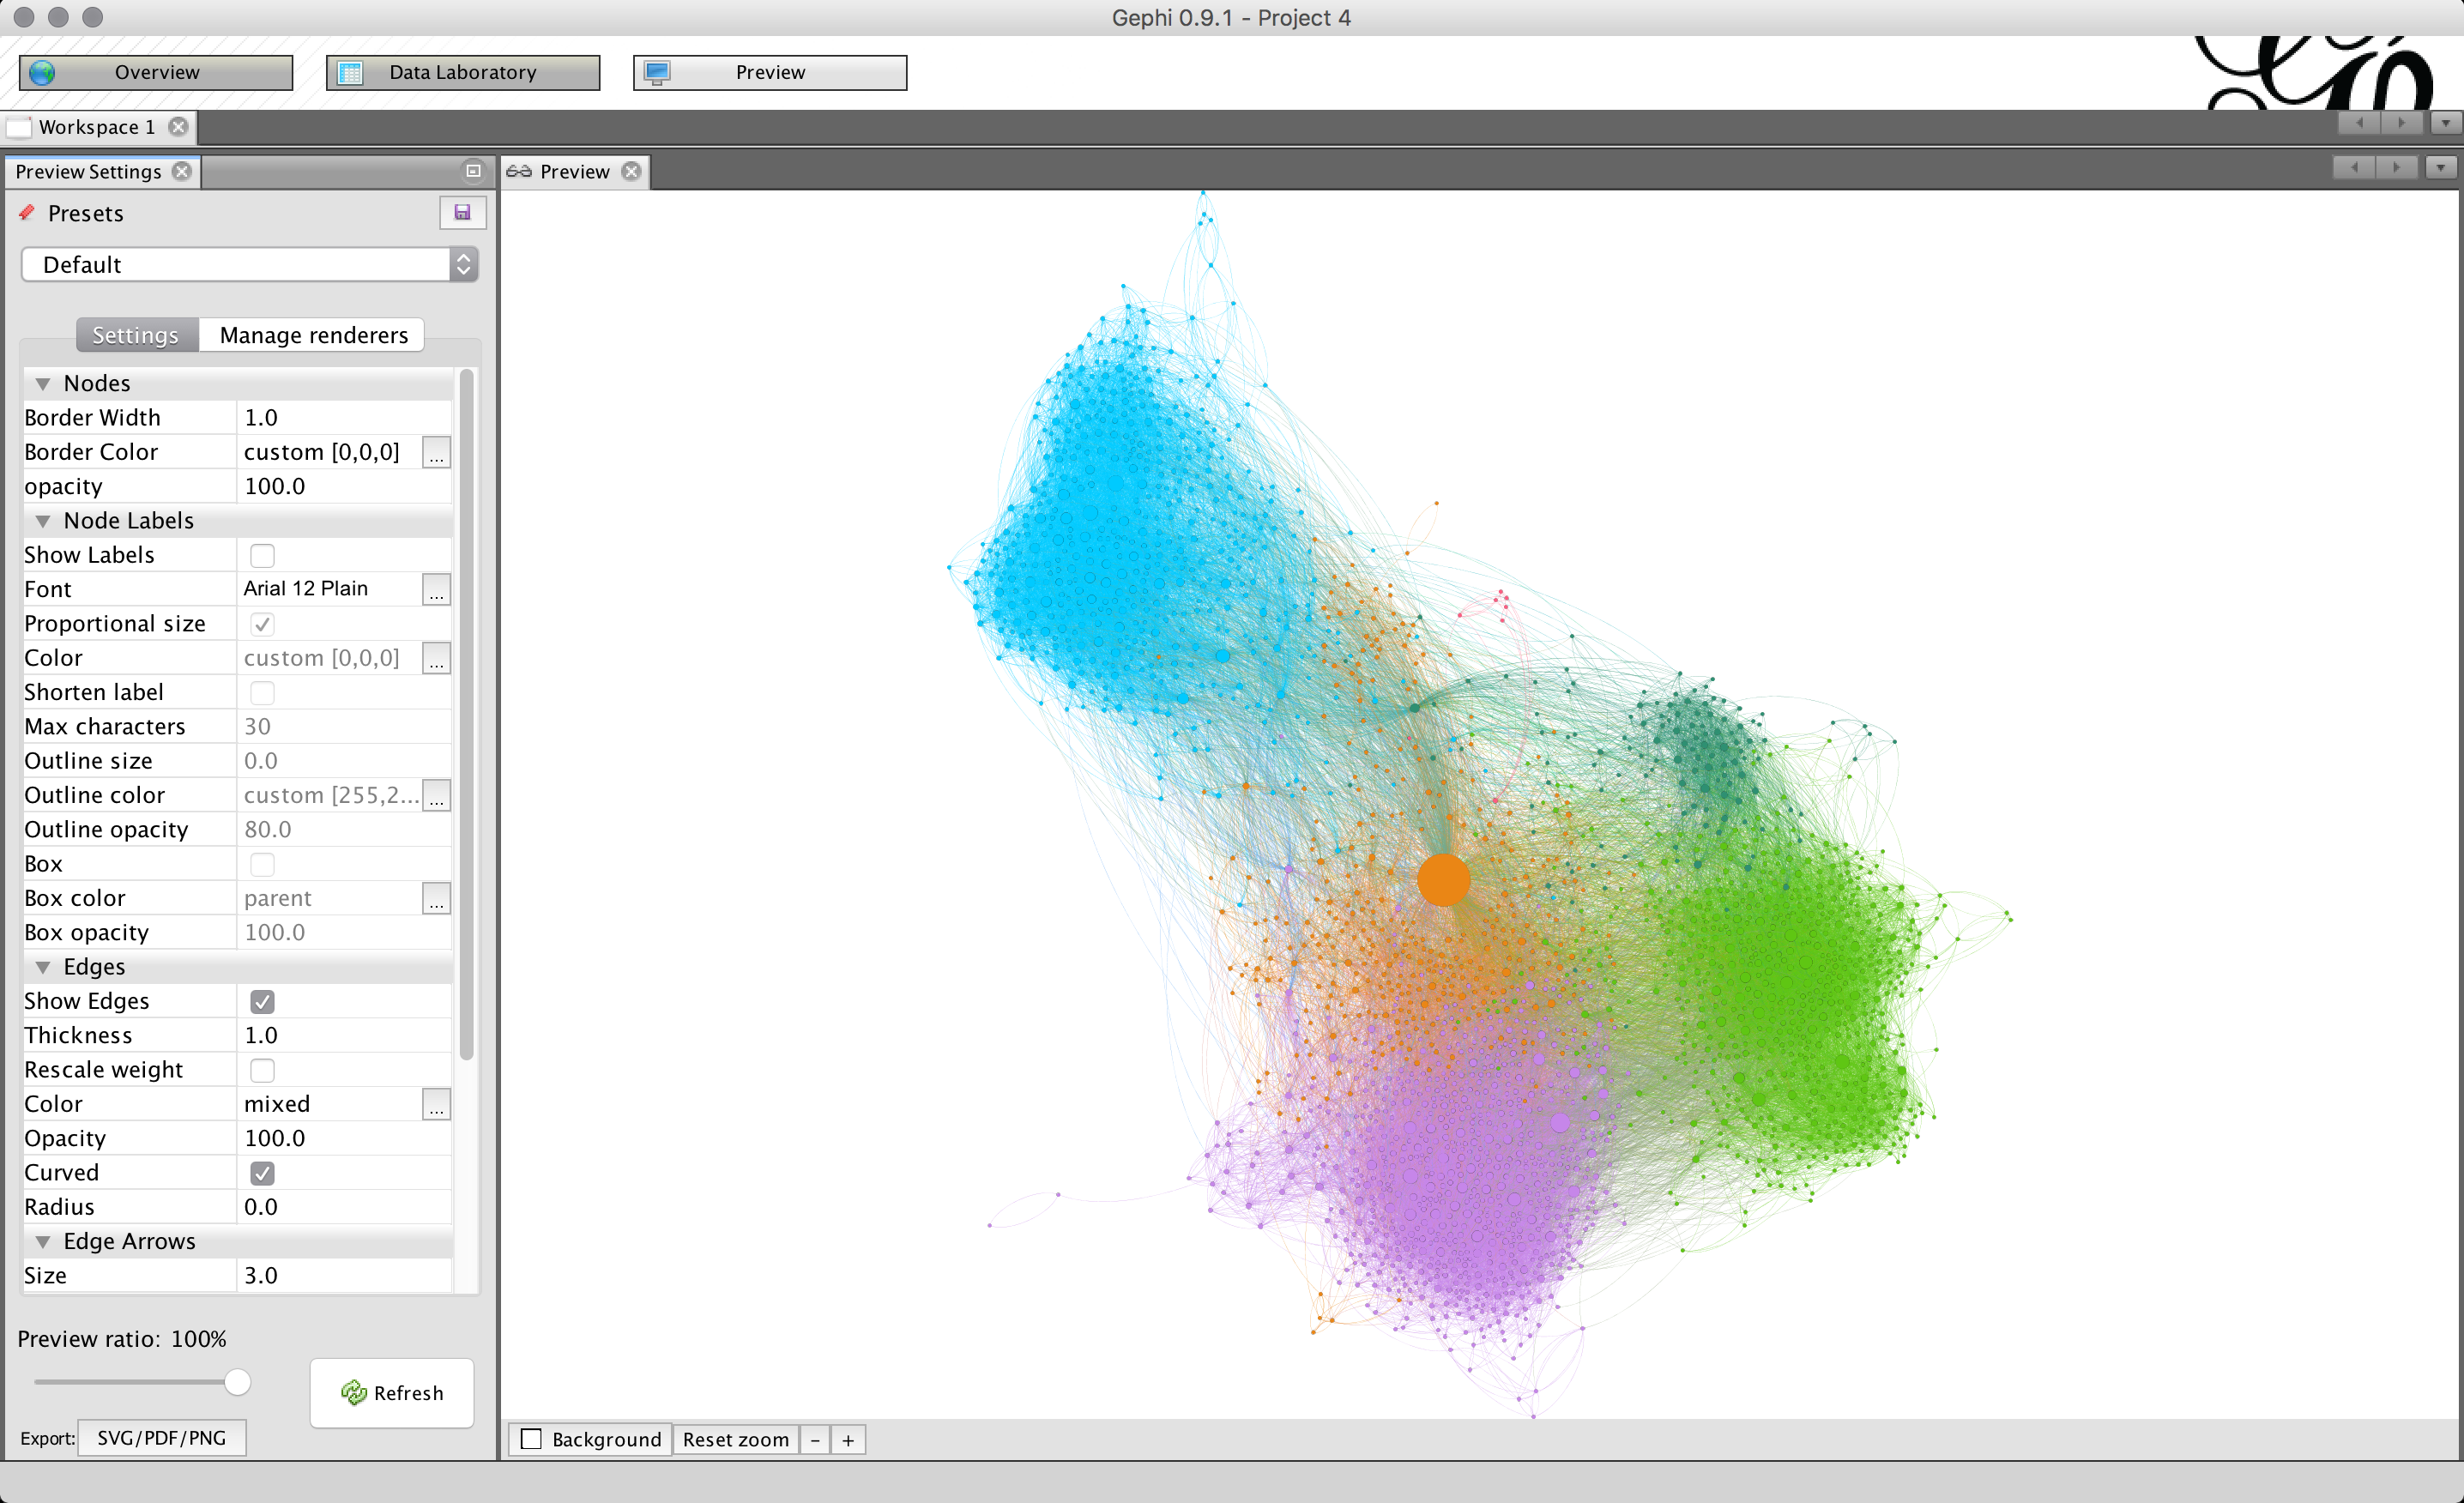 Gephi 0.9.1 - Project 4
Overview
Data Laboratory
Preview
Workspace 1
Preview Settings
Preview
Presets
Default
Settings
Manage renderers
Nodes
Border Width 1.0
Border Color custom [0,0,0] ...
opacity 100.0
Node Labels
Show Labels
Font Arial 12 Plain ...
Proportional size
Color custom [0,0,0] ...
Shorten label
Max characters 30
Outline size 0.0
Outline color custom [255,2... ...
Outline opacity 80.0
Box
Box color parent ...
Box opacity 100.0
Edges
Show Edges
Thickness 1.0
Rescale weight
Color mixed ...
Opacity 100.0
Curved
Radius 0.0
Edge Arrows
Size 3.0
Preview ratio: 100%
Refresh
Export: SVG/PDF/PNG
Background
Reset zoom
-
+